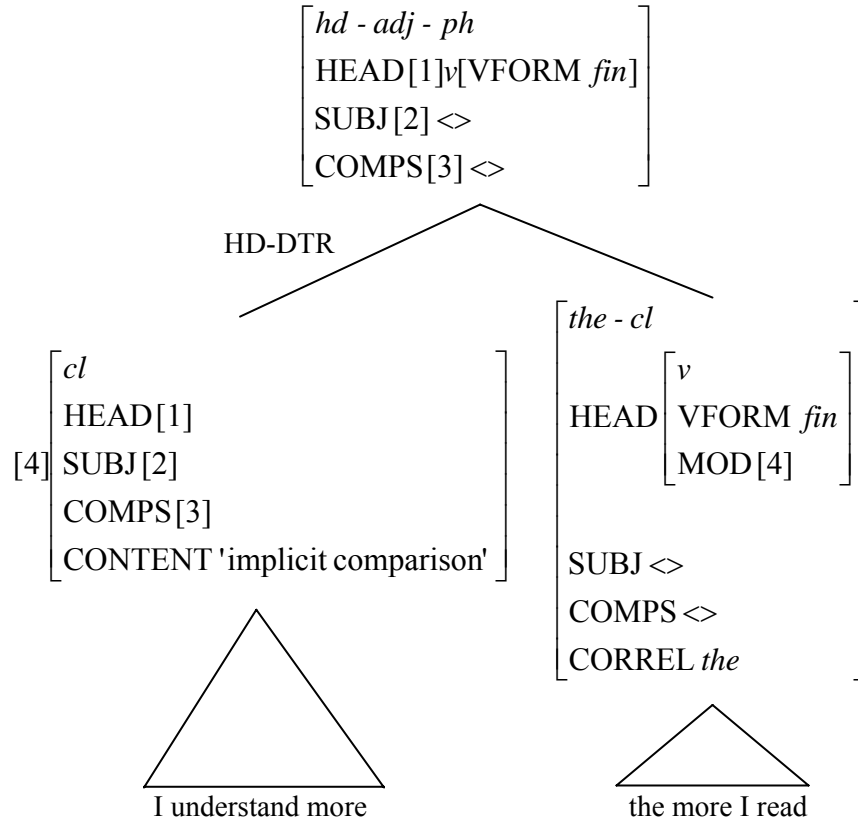 hd - adj - ph
HEAD[1]v[VFORM fin]
SUBJ[2] <>
COMPS[3] <>
HD-DTR
[4]
cl
HEAD[1]
SUBJ[2]
COMPS[3]
CONTENT 'implicit comparison'
I understand more
the - cl
HEAD
v
VFORM fin
MOD[4]
SUBJ <>
COMPS <>
CORREL the
the more I read